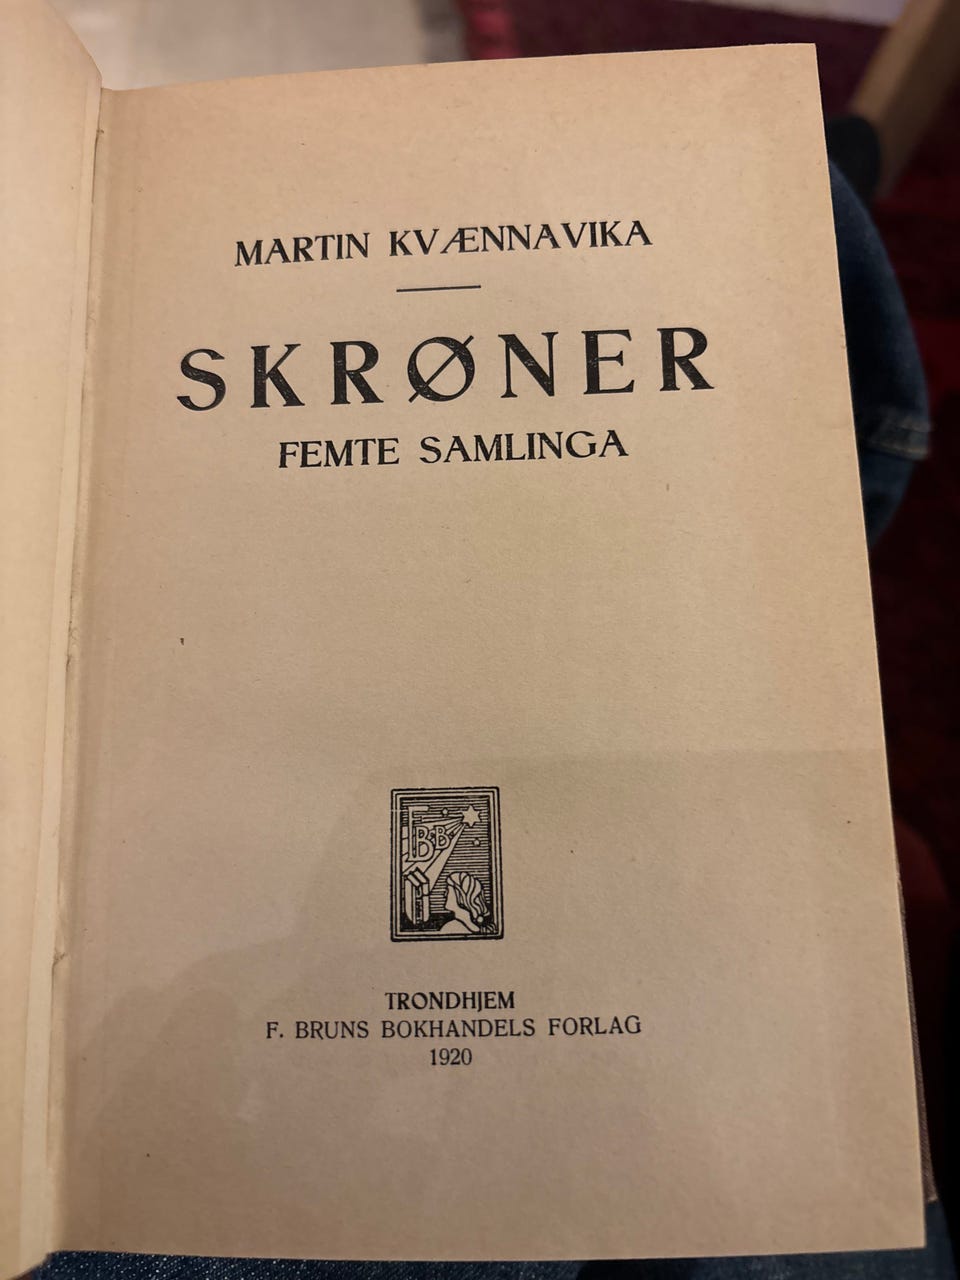 MARTIN KVÆNNAVIKA
SKRØNER
FEMTE SAMLINGA
F
B·B·
TRONDHJEM
F. BRUNS BOKHANDELS FORLAG
1920